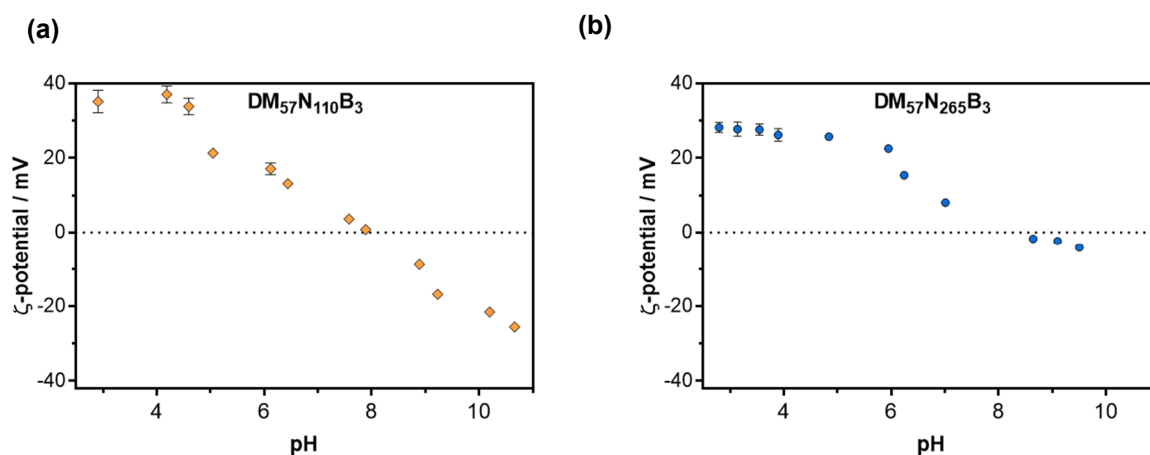 (a)
(b)
DM₅₇N₁₁₀B₃
ζ-potential / mV
40
20
0
-20
-40
4 6 8 10
pH
DM₅₇N₂₆₅B₃
ζ-potential / mV
40
20
0
-20
-40
4 6 8 10
pH